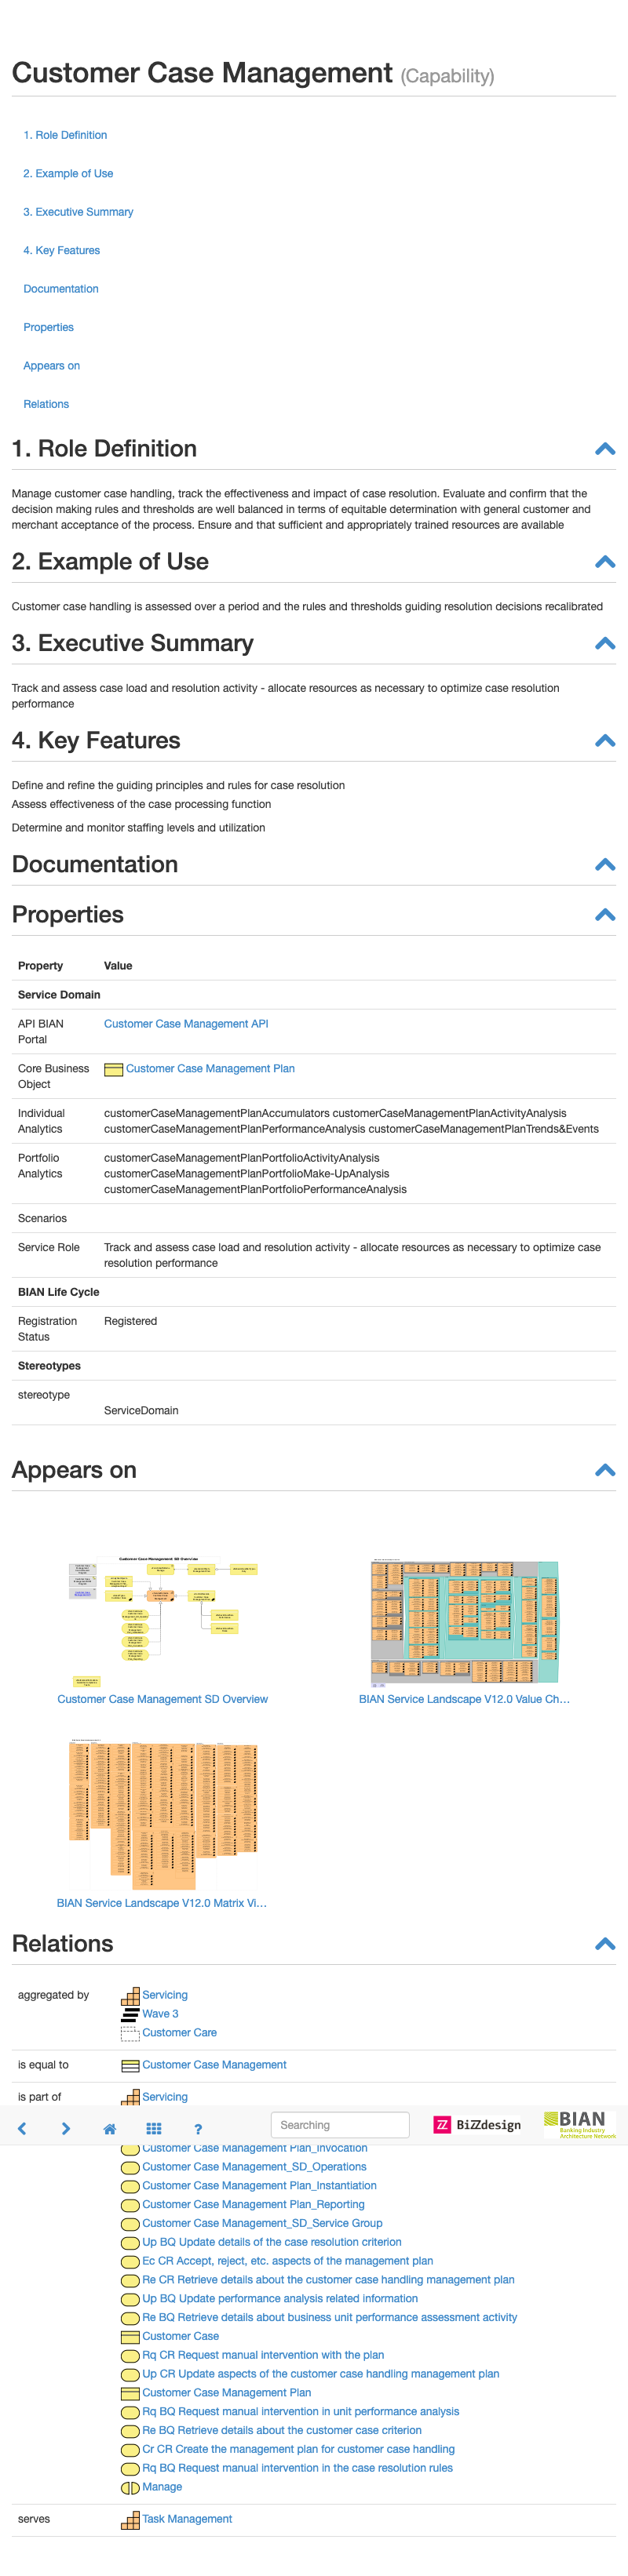 Customer Case Management (Capability)
1. Role Definition
2. Example of Use
3. Executive Summary
4. Key Features
Documentation
Properties
Appears on
Relations
1. Role Definition
Manage customer case handling, track the effectiveness and impact of case resolution. Evaluate and confirm that the
decision making rules and thresholds are well balanced in terms of equitable determination with general customer and
merchant acceptance of the process. Ensure and that sufficient and appropriately trained resources are available
2. Example of Use
Customer case handling is assessed over a period and the rules and thresholds guiding resolution decisions recalibrated
3. Executive Summary
Track and assess case load and resolution activity - allocate resources as necessary to optimize case resolution
performance
4. Key Features
Define and refine the guiding principles and rules for case resolution
Assess effectiveness of the case processing function
Determine and monitor staffing levels and utilization
Documentation
Properties
Property Value
Service Domain
API BIAN Customer Case Management API
Portal
Core Business Customer Case Management Plan
Object
Individual customerCaseManagementPlanAccumulators customerCaseManagementPlanActivityAnalysis
Analytics customerCaseManagementPlanPerformanceAnalysis customerCaseManagementPlanTrends&Events
Portfolio customerCaseManagementPlanPortfolioActivityAnalysis
Analytics customerCaseManagementPlanPortfolioMake-UpAnalysis
customerCaseManagementPlanPortfolioPerformanceAnalysis
Scenarios
Service Role Track and assess case load and resolution activity - allocate resources as necessary to optimize case
resolution performance
BIAN Life Cycle
Registration Registered
Status
Stereotypes
stereotype
ServiceDomain
Appears on
Customer Case Management SD Overview
Customer Case Management SD Overview
BIAN Service Landscape V12.0 Value Ch...
BIAN Service Landscape V12.0 Matrix Vi...
Relations
aggregated by Servicing
Wave 3
Customer Care
is equal to Customer Case Management
is part of Servicing
Searching
BiZZdesign
BIAN
Banking Industry
Architecture Network
Customer Case Management Plan_Invocation
Customer Case Management_SD_Operations
Customer Case Management Plan_Instantiation
Customer Case Management Plan_Reporting
Customer Case Management_SD_Service Group
Up BQ Update details of the case resolution criterion
Ec CR Accept, reject, etc. aspects of the management plan
Re CR Retrieve details about the customer case handling management plan
Up BQ Update performance analysis related information
Re BQ Retrieve details about business unit performance assessment activity
Customer Case
Rq CR Request manual intervention with the plan
Up CR Update aspects of the customer case handling management plan
Customer Case Management Plan
Rq BQ Request manual intervention in unit performance analysis
Re BQ Retrieve details about the customer case criterion
Cr CR Create the management plan for customer case handling
Rq BQ Request manual intervention in the case resolution rules
Manage
serves Task Management